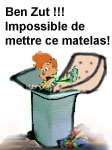 Ben Zut !!!
Impossible de
mettre ce matelas!